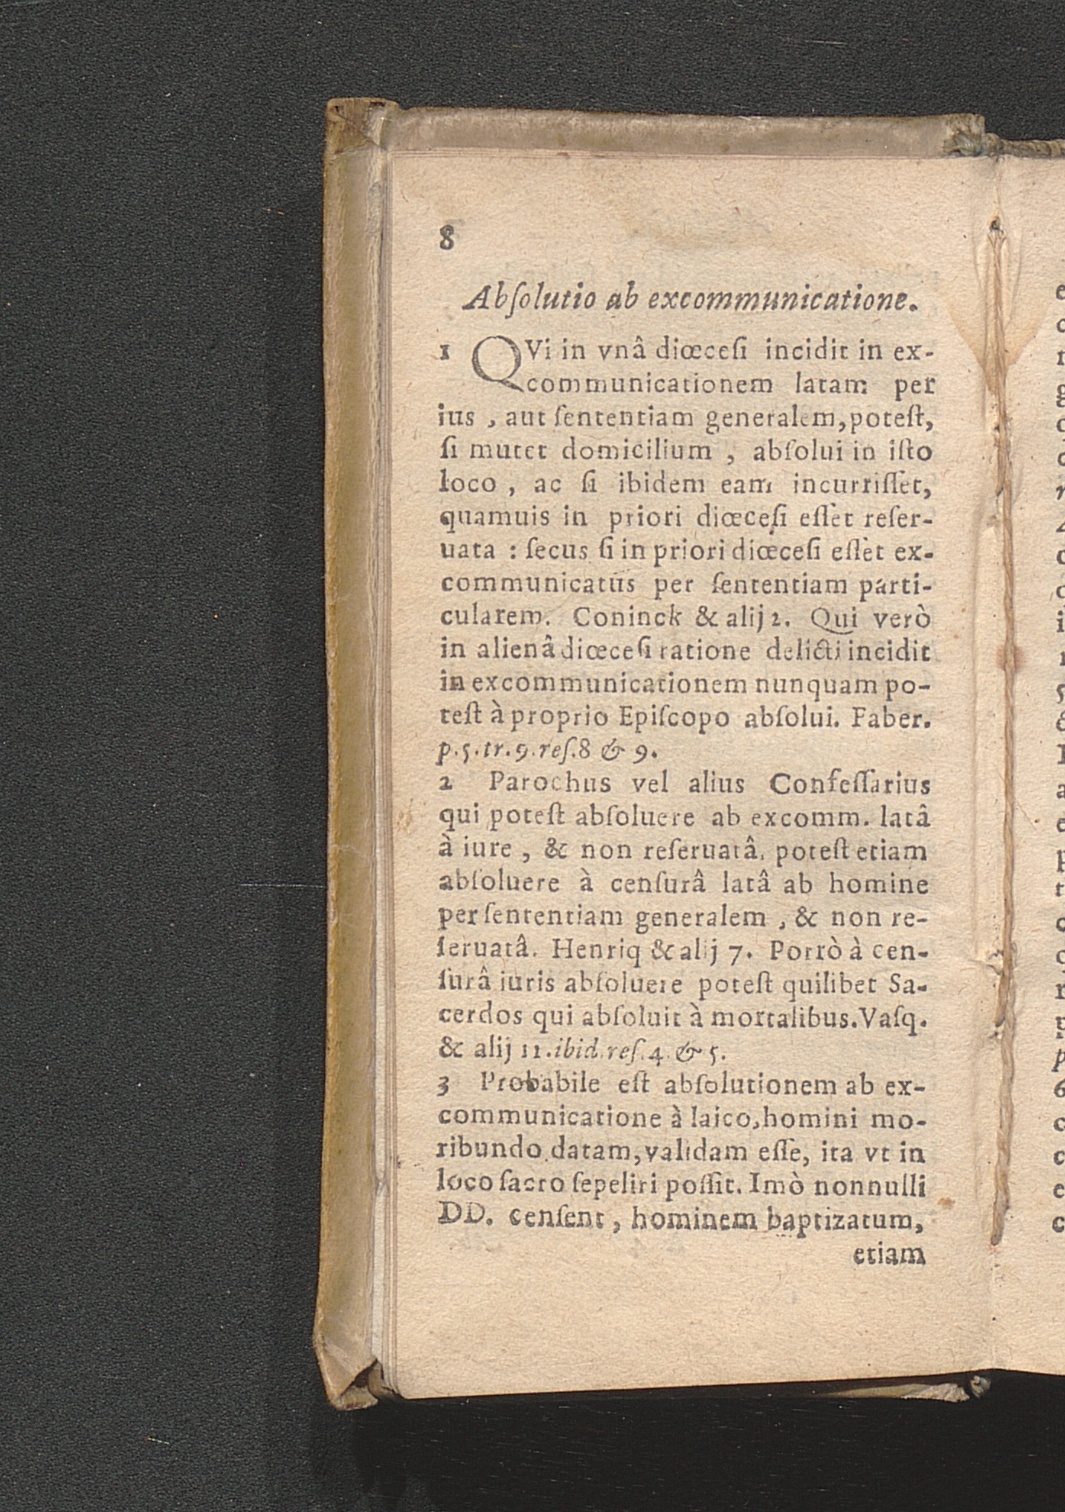 8
Abſolutio ab excommunicatione.
1 QVi in vnâ diœceſi incidit in ex-
communicationem latam per
ius , aut ſententiam generalem, poteſt,
ſi mutet domicilium , abſolui in iſto
loco , ac ſi ibidem eam incurriſſet,
quamuis in priori diœceſi eſſet reſer-
uata : ſecus ſi in priori diœceſi eſſet ex-
communicatus per ſententiam parti-
cularem. Coninck & alij 2. Qui verò
in alienâ diœceſi ratione delicti incidit
in excommunicationem nunquam po-
teſt à proprio Epiſcopo abſolui. Faber.
p.5.tr.9.reſ.8 & 9.
2 Parochus vel alius Confeſſarius
qui poteſt abſoluere ab excomm. latâ
à iure , & non reſeruatâ, poteſt etiam
abſoluere à cenſurâ latâ ab homine
per ſententiam generalem , & non re-
ſeruatâ. Henriq & alij 7. Porrò à cen-
ſurâ iuris abſoluere poteſt quilibet Sa-
cerdos qui abſoluit à mortalibus. Vaſq.
& alij 11. ibid. reſ. 4 & 5.
3 Probabile eſt abſolutionem ab ex-
communicatione à laico, homini mo-
ribundo datam, validam eſſe, ita vt in
loco ſacro ſepeliri poſſit. Imò nonnulli
DD. cenſent , hominem baptizatum,
etiam